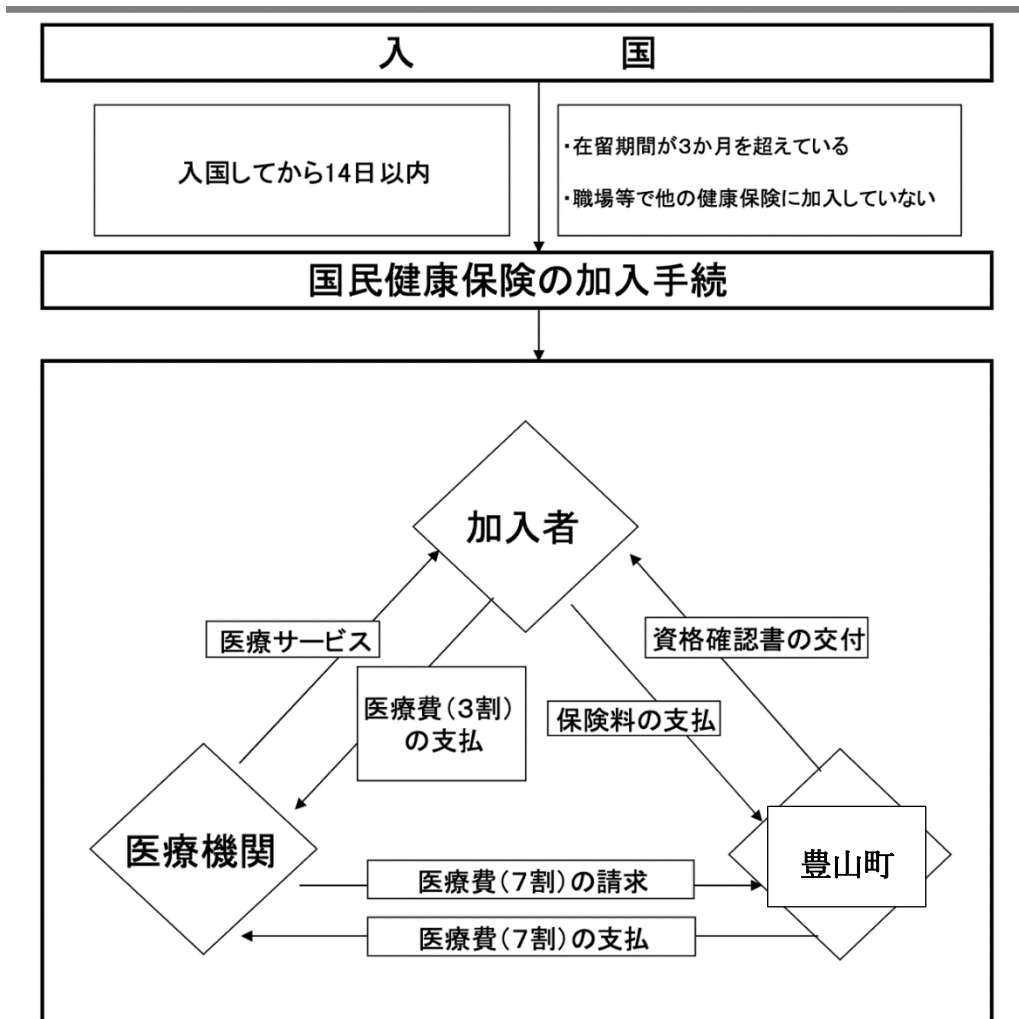 入　　　国
入国してから14日以内
・在留期間が3か月を超えている
・職場等で他の健康保険に加入していない
国民健康保険の加入手続
加入者
医療サービス
資格確認書の交付
医療費(3割)
の支払
保険料の支払
医療機関
豊山町
医療費(7割)の請求
医療費(7割)の支払